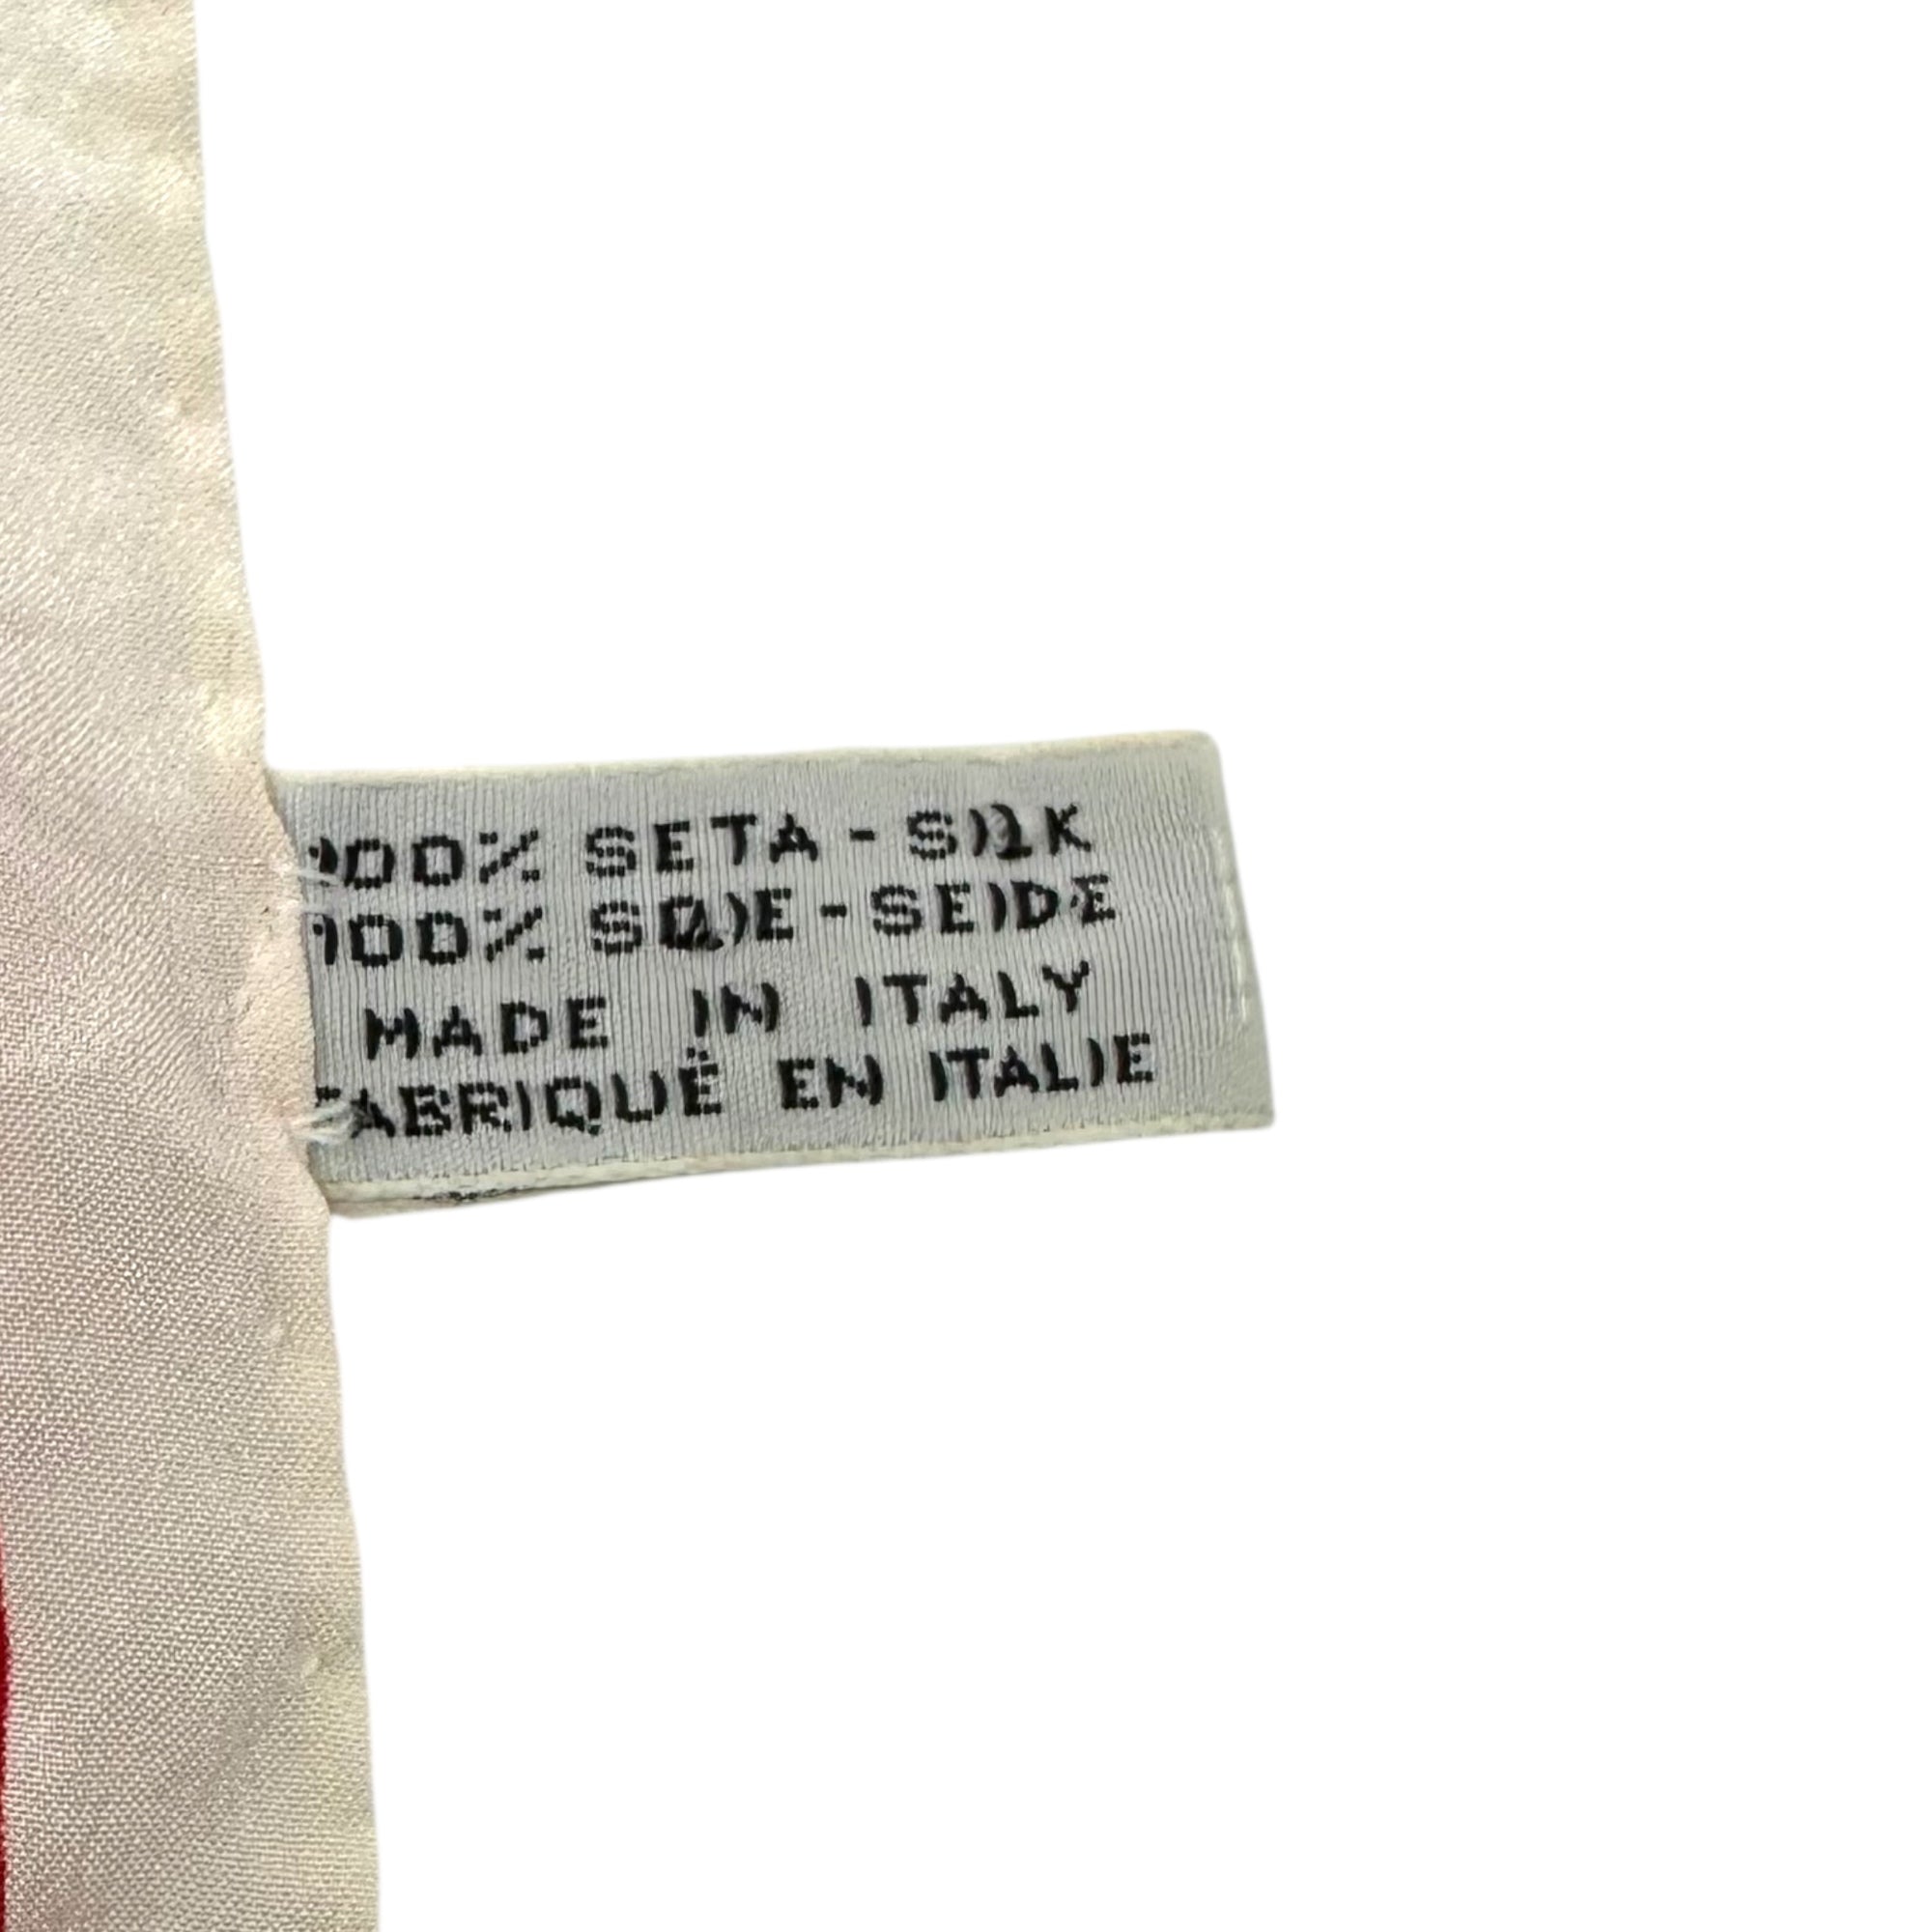 100% SETA - SILK
100% SOIE - SEIDE
MADE IN ITALY
FABRIQUÉ EN ITALIE